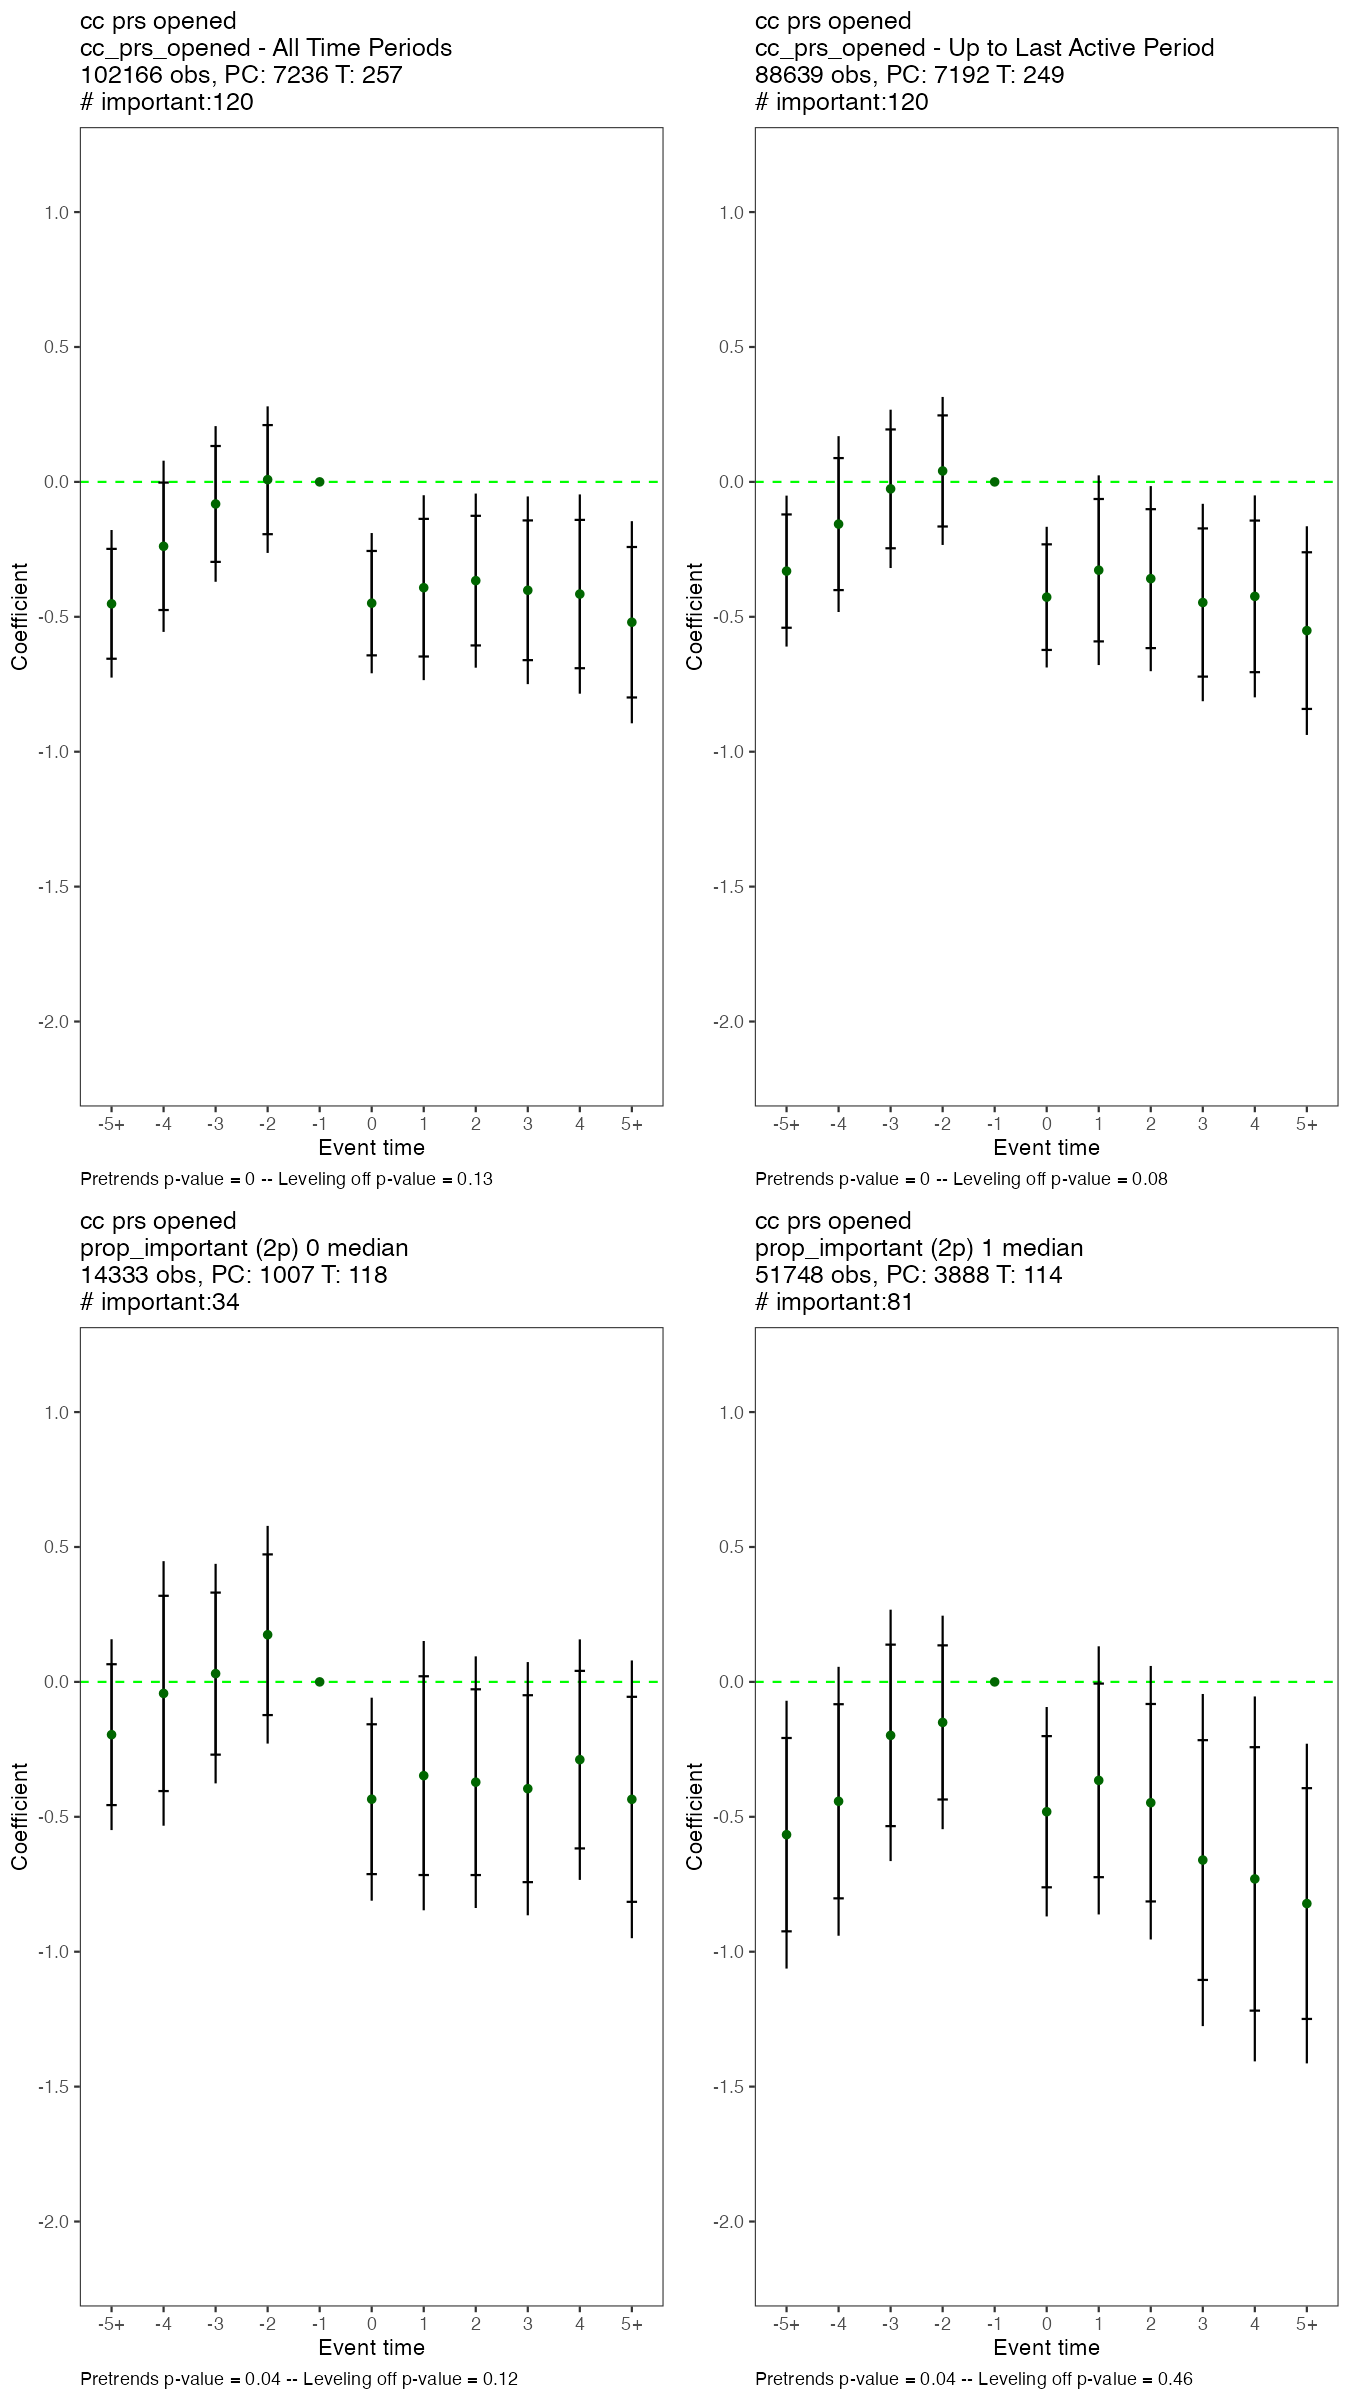 cc prs opened
cc_prs_opened - All Time Periods
102166 obs, PC: 7236 T: 257
# important:120
1.0
0.5
0.0
-0.5
-1.0
-1.5
-2.0
Coefficient
-5+ -4 -3 -2 -1 0 1 2 3 4 5+
Event time
Pretrends p-value = 0 -- Leveling off p-value = 0.13
cc prs opened
cc_prs_opened - Up to Last Active Period
88639 obs, PC: 7192 T: 249
# important:120
1.0
0.5
0.0
-0.5
-1.0
-1.5
-2.0
Coefficient
-5+ -4 -3 -2 -1 0 1 2 3 4 5+
Event time
Pretrends p-value = 0 -- Leveling off p-value = 0.08
cc prs opened
prop_important (2p) 0 median
14333 obs, PC: 1007 T: 118
# important:34
1.0
0.5
0.0
-0.5
-1.0
-1.5
-2.0
Coefficient
-5+ -4 -3 -2 -1 0 1 2 3 4 5+
Event time
Pretrends p-value = 0.04 -- Leveling off p-value = 0.12
cc prs opened
prop_important (2p) 1 median
51748 obs, PC: 3888 T: 114
# important:81
1.0
0.5
0.0
-0.5
-1.0
-1.5
-2.0
Coefficient
-5+ -4 -3 -2 -1 0 1 2 3 4 5+
Event time
Pretrends p-value = 0.04 -- Leveling off p-value = 0.46